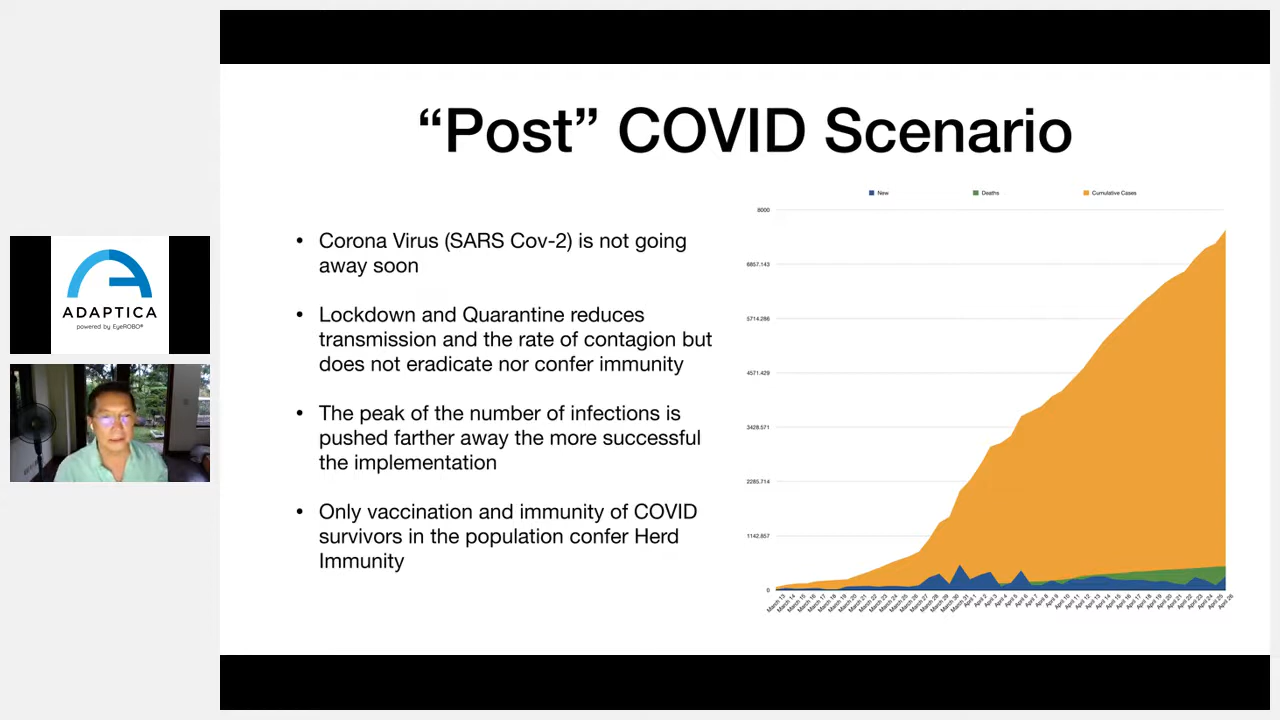 “Post” COVID Scenario
• Corona Virus (SARS Cov-2) is not going
away soon
• Lockdown and Quarantine reduces
transmission and the rate of contagion but
does not eradicate nor confer immunity
• The peak of the number of infections is
pushed farther away the more successful
the implementation
• Only vaccination and immunity of COVID
survivors in the population confer Herd
Immunity
New Deaths Cumulative Cases
8000
6857.143
5714.286
4571.429
3428.571
2285.714
1142.857
0
ADAPTICA
powered by EyeROBO®